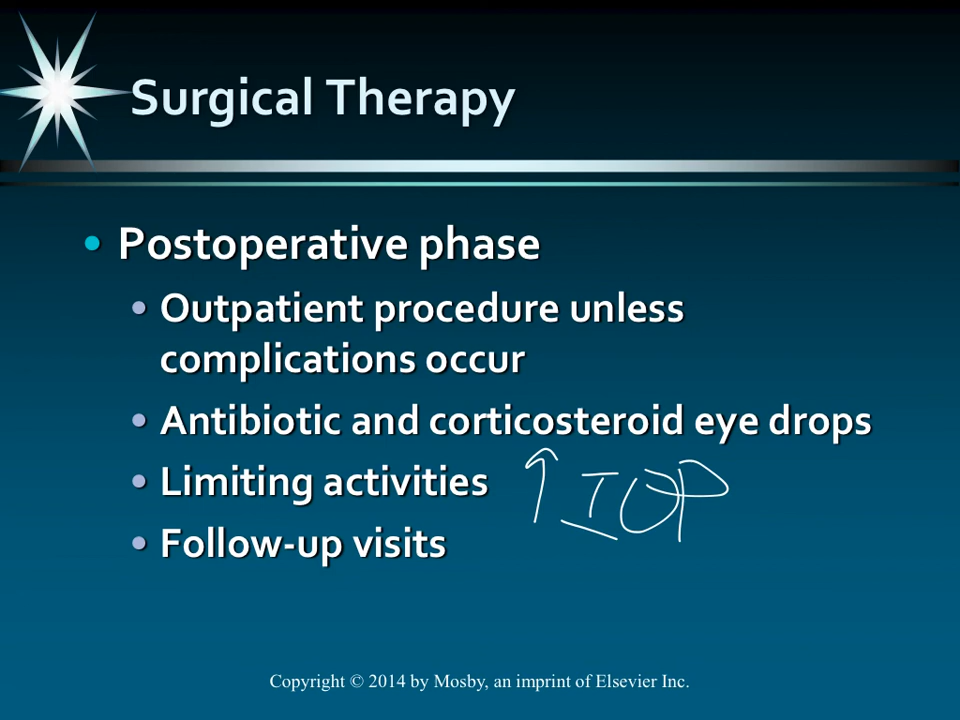 Surgical Therapy
• Postoperative phase
• Outpatient procedure unless
complications occur
• Antibiotic and corticosteroid eye drops
• Limiting activities ↑ IOP
• Follow-up visits
Copyright © 2014 by Mosby, an imprint of Elsevier Inc.